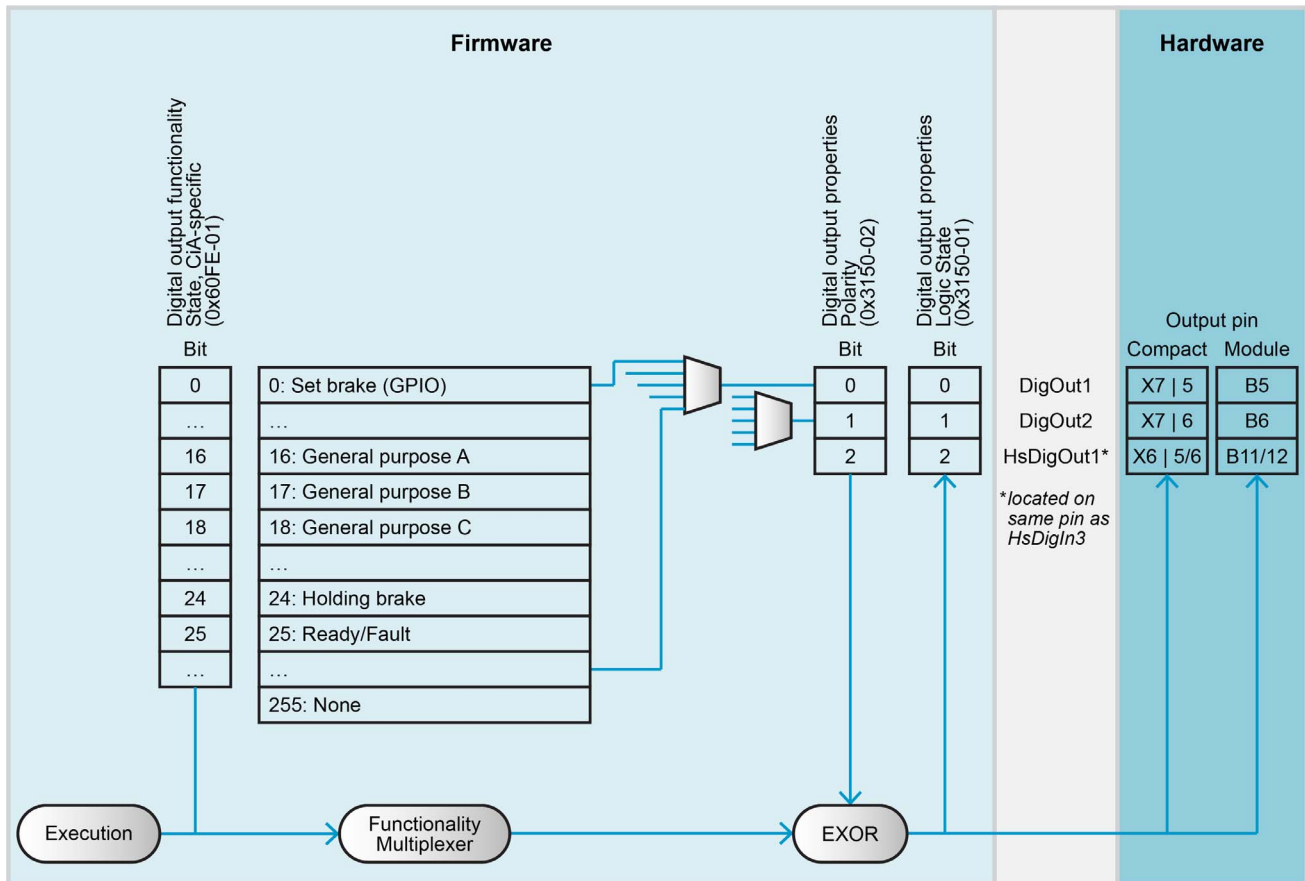 Firmware
Hardware
Digital output functionality
State, CiA-specific
(0x60FE-01)
Digital output properties
Polarity
(0x3150-02)
Digital output properties
Logic State
(0x3150-01)
Output pin
Bit
Bit
Bit
Compact
Module
0
0: Set brake (GPIO)
0
0
DigOut1
X7 | 5
B5
...
...
1
1
DigOut2
X7 | 6
B6
16
16: General purpose A
2
2
HsDigOut1*
X6 | 5/6
B11/12
17
17: General purpose B
*located on
same pin as
HsDigIn3
18
18: General purpose C
...
...
24
24: Holding brake
25
25: Ready/Fault
...
...
255: None
Execution
Functionality
Multiplexer
EXOR